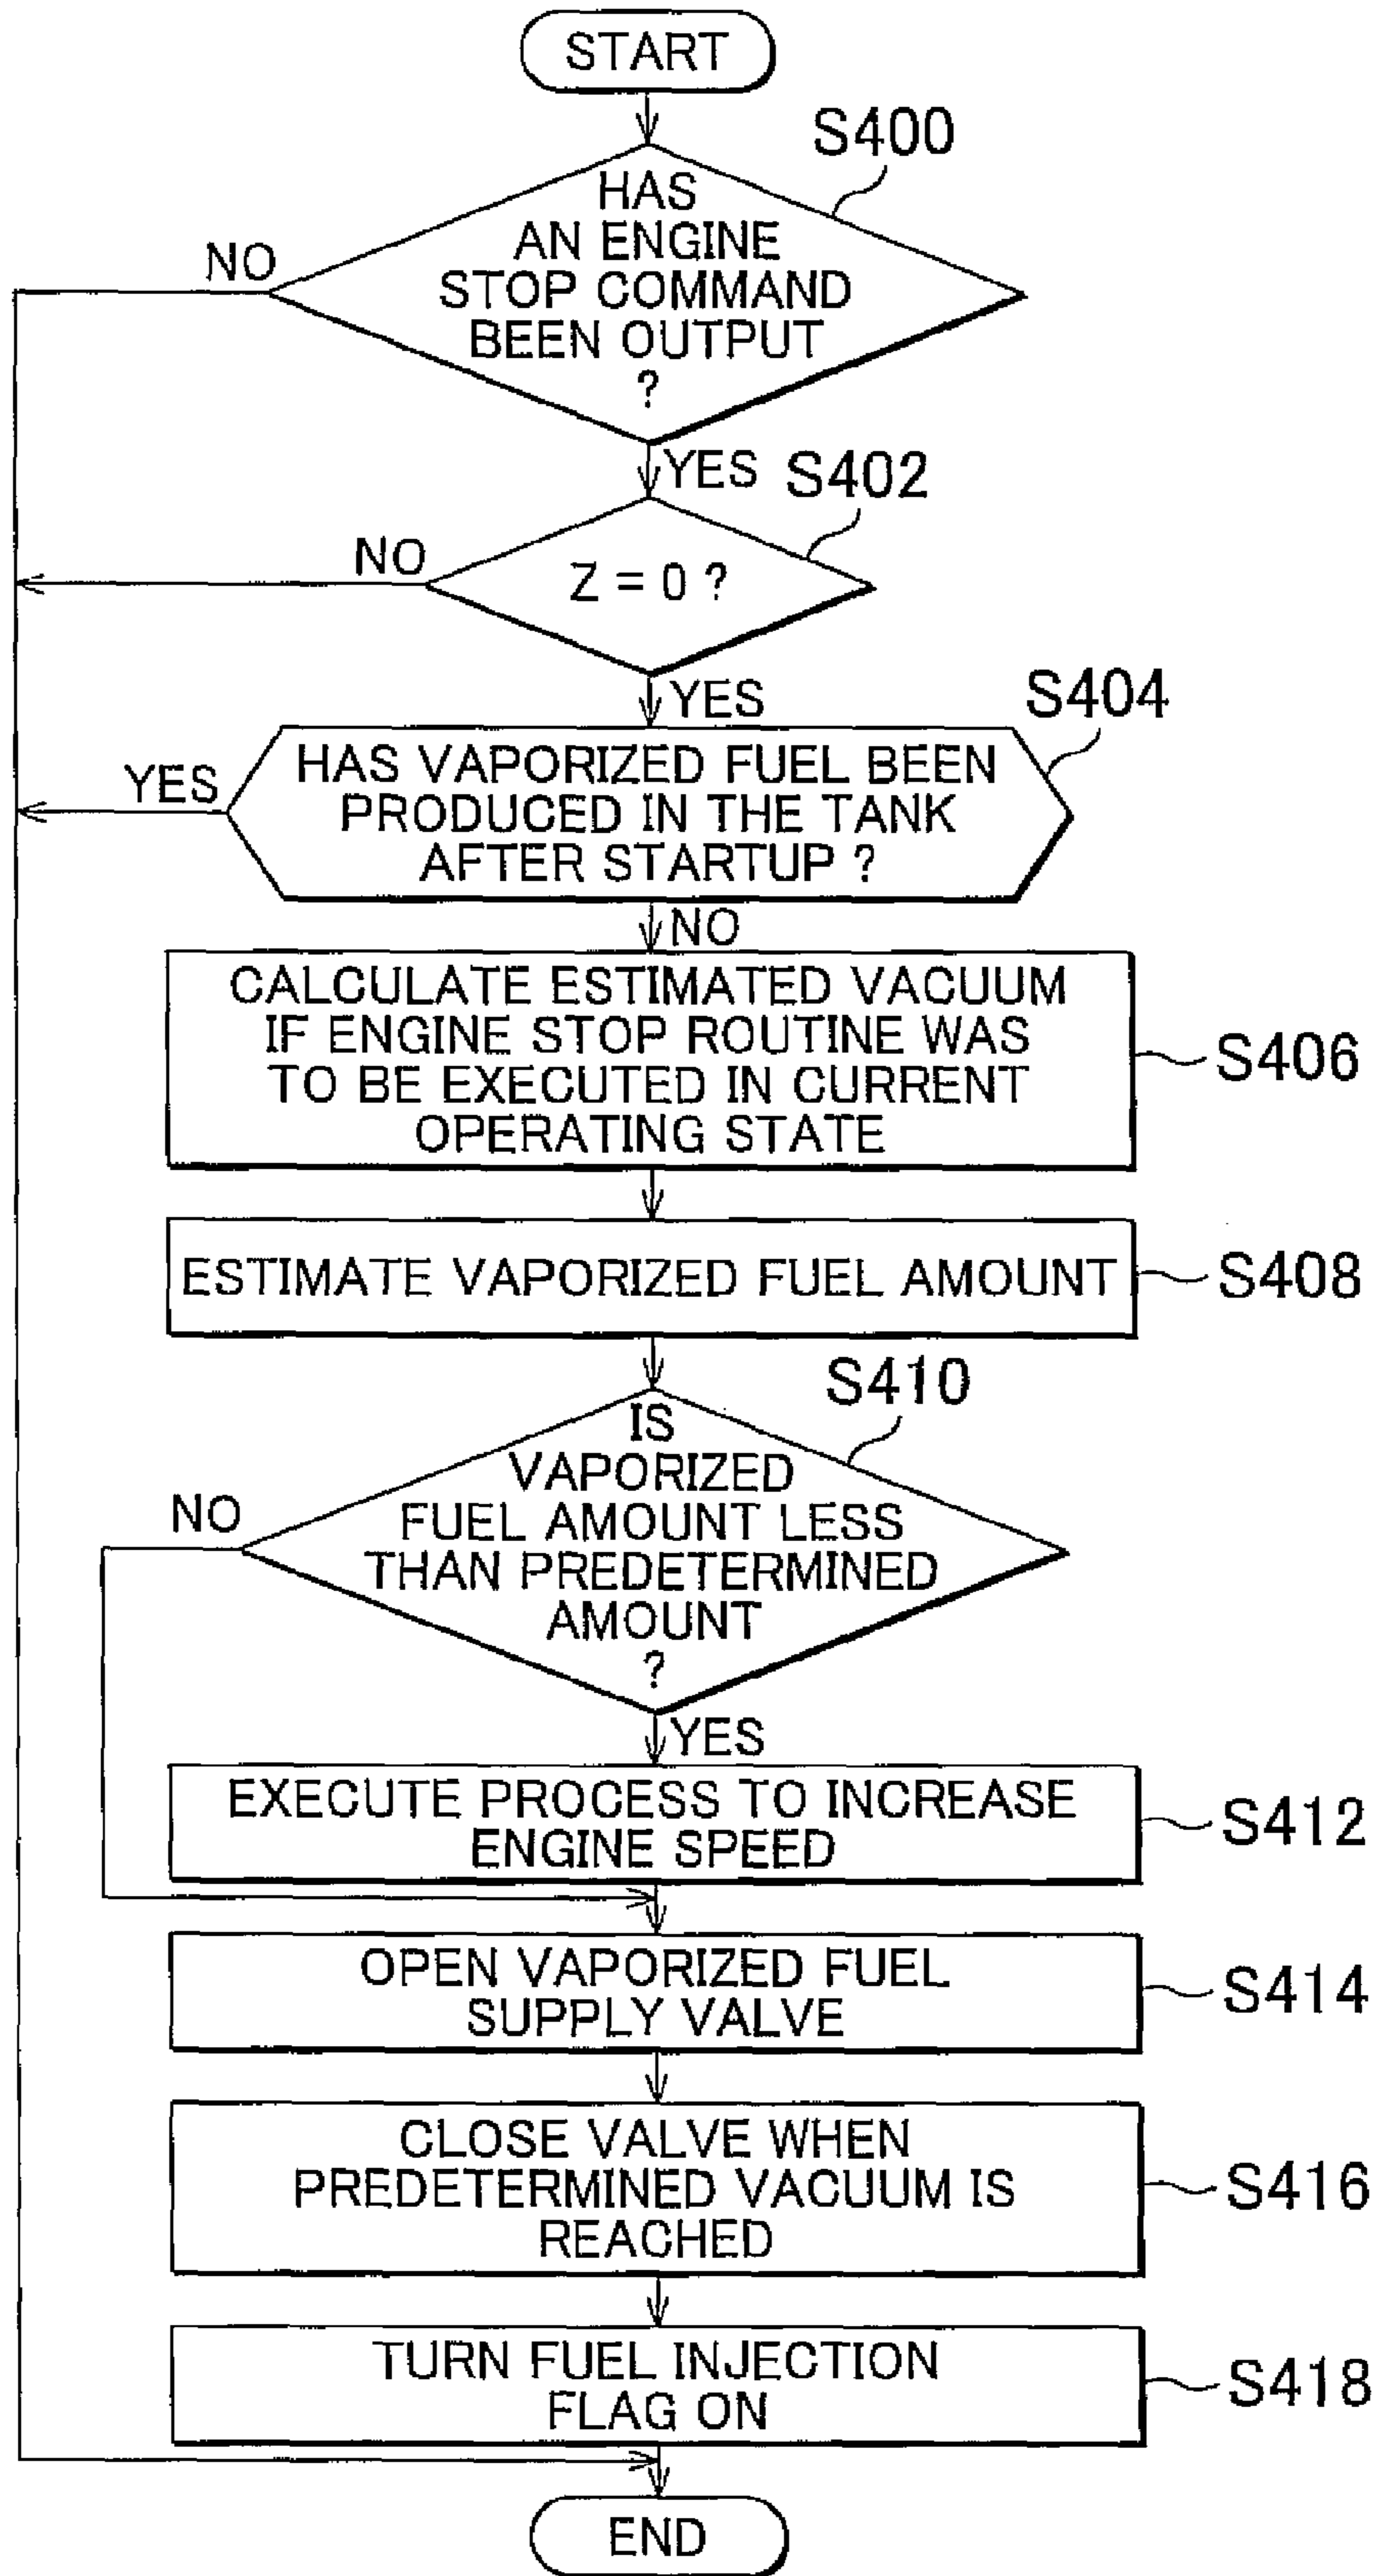 START
S400
HAS
AN ENGINE
STOP COMMAND
BEEN OUTPUT
?
NO
YES
S402
Z = 0 ?
NO
YES
S404
HAS VAPORIZED FUEL BEEN
PRODUCED IN THE TANK
AFTER STARTUP ?
YES
NO
CALCULATE ESTIMATED VACUUM
IF ENGINE STOP ROUTINE WAS
TO BE EXECUTED IN CURRENT
OPERATING STATE
S406
ESTIMATE VAPORIZED FUEL AMOUNT
S408
S410
IS
VAPORIZED
FUEL AMOUNT LESS
THAN PREDETERMINED
AMOUNT
?
NO
YES
EXECUTE PROCESS TO INCREASE
ENGINE SPEED
S412
OPEN VAPORIZED FUEL
SUPPLY VALVE
S414
CLOSE VALVE WHEN
PREDETERMINED VACUUM IS
REACHED
S416
TURN FUEL INJECTION
FLAG ON
S418
END